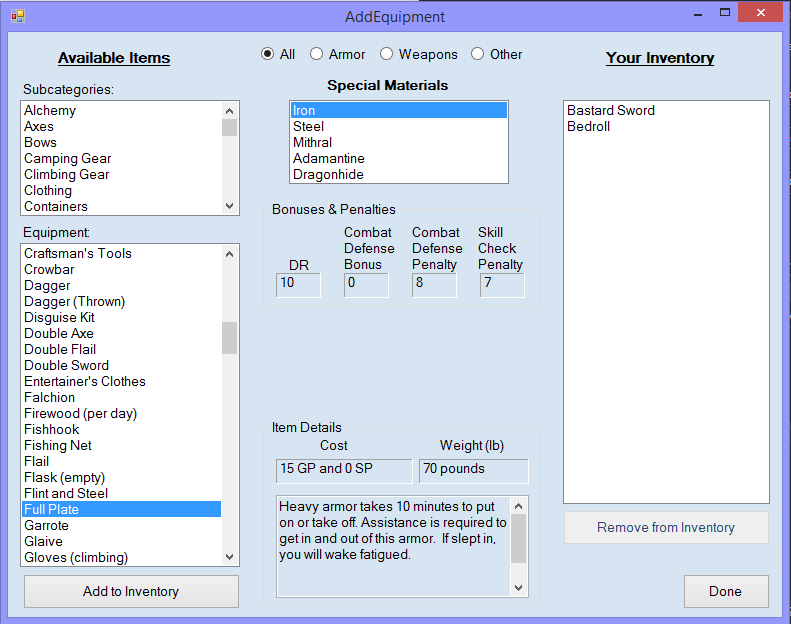 AddEquipment
Available Items
All Armor Weapons Other
Your Inventory
Subcategories:
Alchemy
Axes
Bows
Camping Gear
Climbing Gear
Clothing
Containers
Special Materials
Iron
Steel
Mithral
Adamantine
Dragonhide
Bastard Sword
Bedroll
Equipment:
Craftsman's Tools
Crowbar
Dagger
Dagger (Thrown)
Disguise Kit
Double Axe
Double Flail
Double Sword
Entertainer's Clothes
Falchion
Firewood (per day)
Fishhook
Fishing Net
Flail
Flask (empty)
Flint and Steel
Full Plate
Garrote
Glaive
Gloves (climbing)
Bonuses & Penalties
DR
Combat
Defense
Bonus
Combat
Defense
Penalty
Skill
Check
Penalty
10 0 8 7
Item Details
Cost Weight (lb)
15 GP and 0 SP 70 pounds
Heavy armor takes 10 minutes to put
on or take off. Assistance is required to
get in and out of this armor.  If slept in,
you will wake fatigued.
Remove from Inventory
Add to Inventory
Done